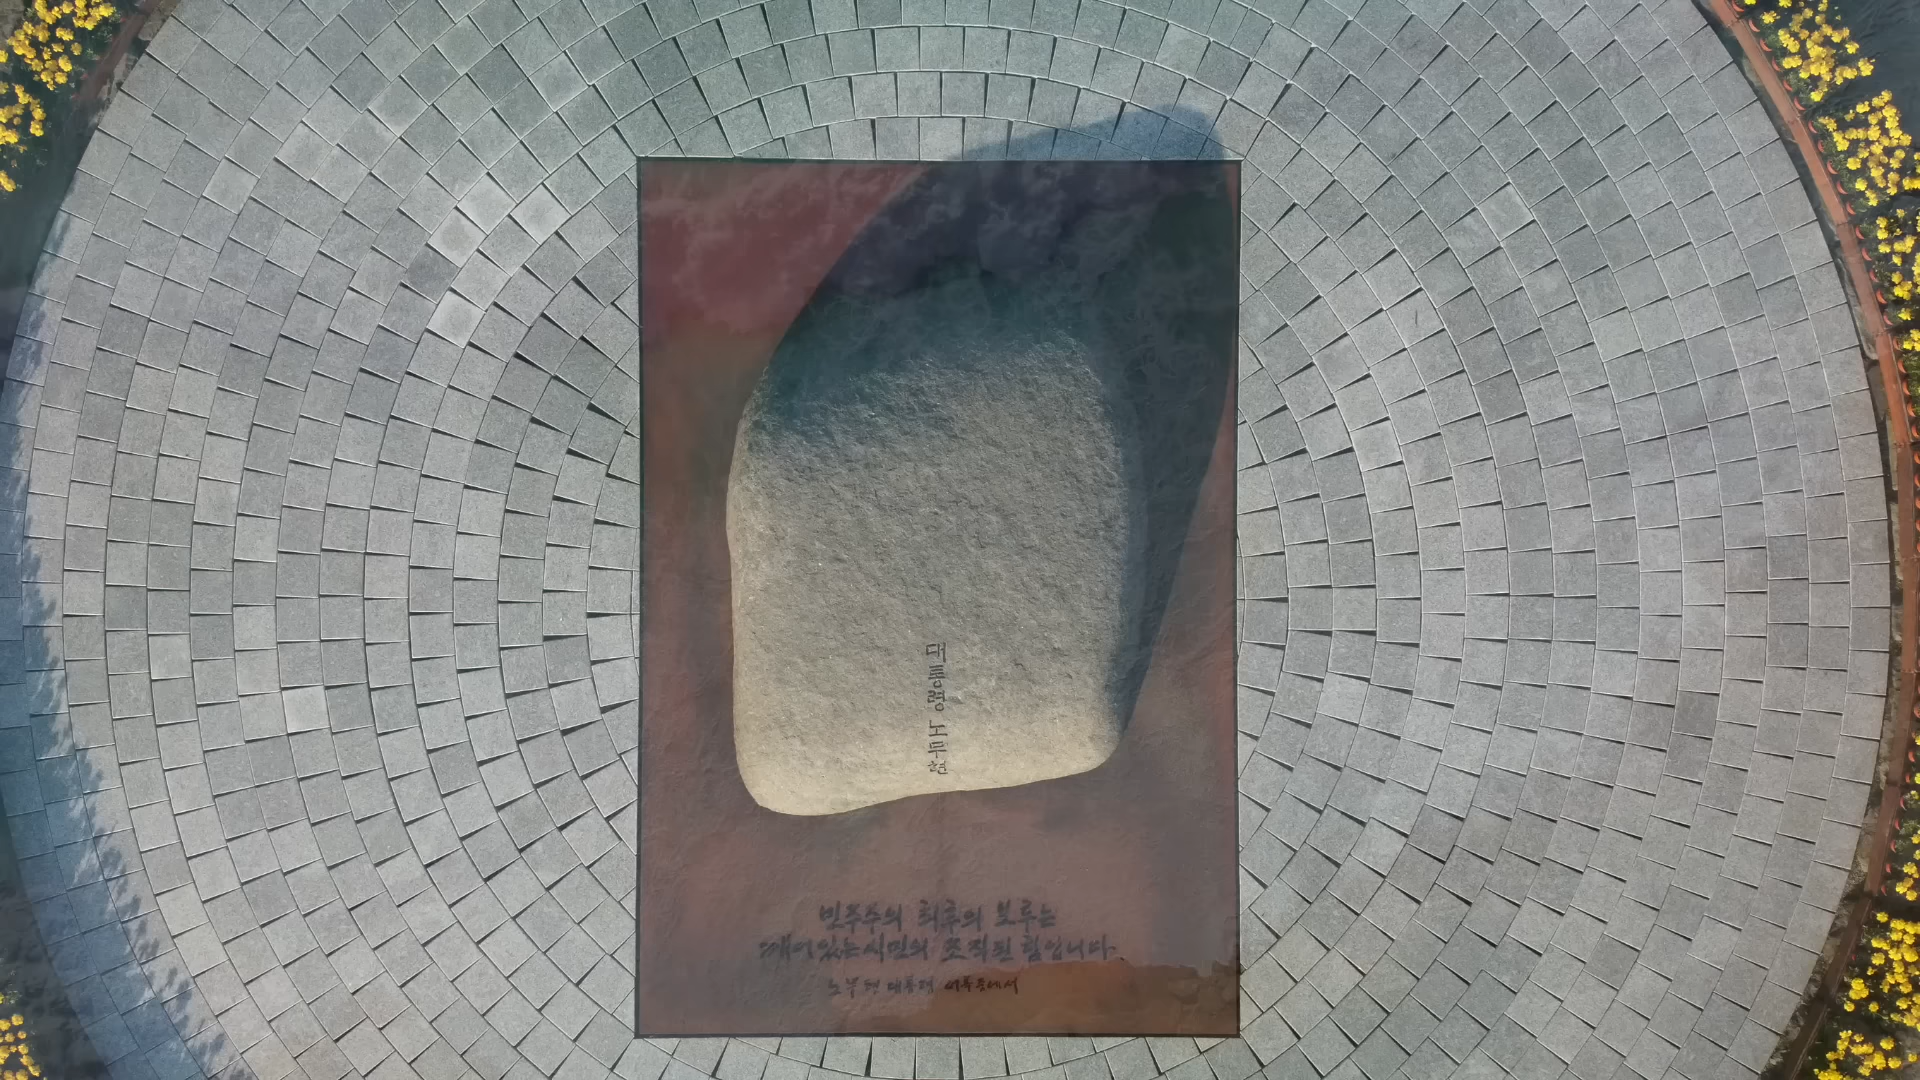 대통령 노무현
민주주의 최후의 보루는
깨어있는 시민의 조직된 힘입니다.
노무현 대통령 어록중에서